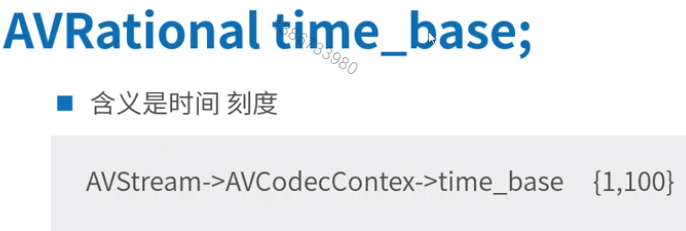 AVRational time_base;
含义是时间 刻度
AVStream->AVCodecContex->time_base {1,100}